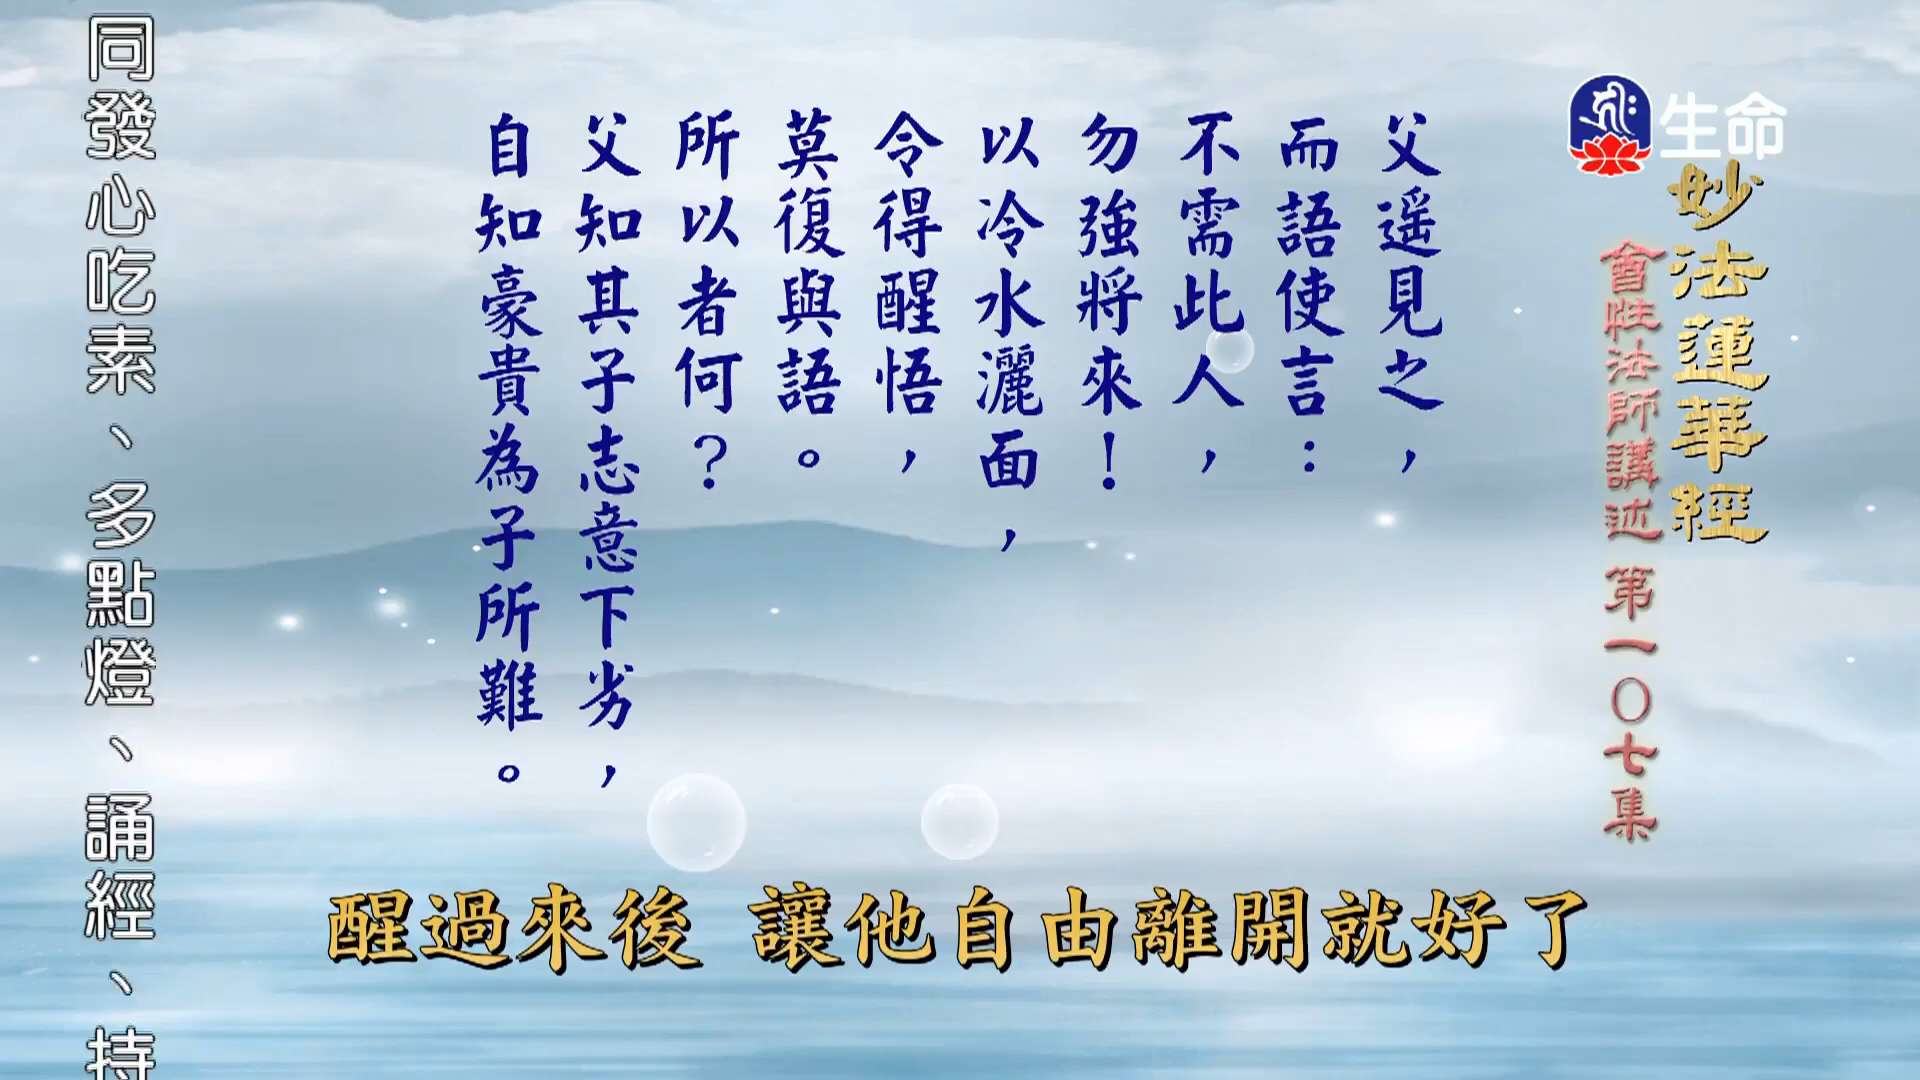 生命
妙法蓮華經
會性法師講述 第一〇七集
父遥見之，
而語使言：
不需此人，
勿強將來！
以冷水灑面，
令得醒悟，
莫復與語。
所以者何？
父知其子志意下劣，
自知豪貴為子所難。
同發心吃素、多點燈、誦經、持
醒過來後 讓他自由離開就好了